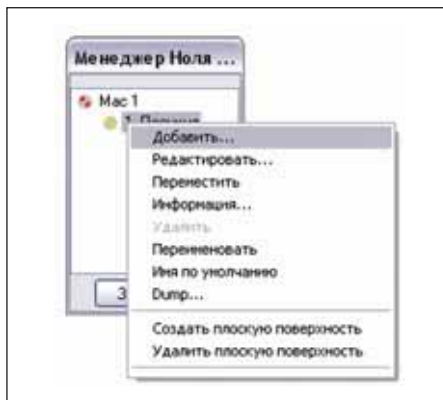 Менеджер Ноля ...
Mac 1
Добавить...
Редактировать...
Переместить
Информация...
Удалить
Переименовать
Имя по умолчанию
З
Dump...
Создать плоскую поверхность
Удалить плоскую поверхность